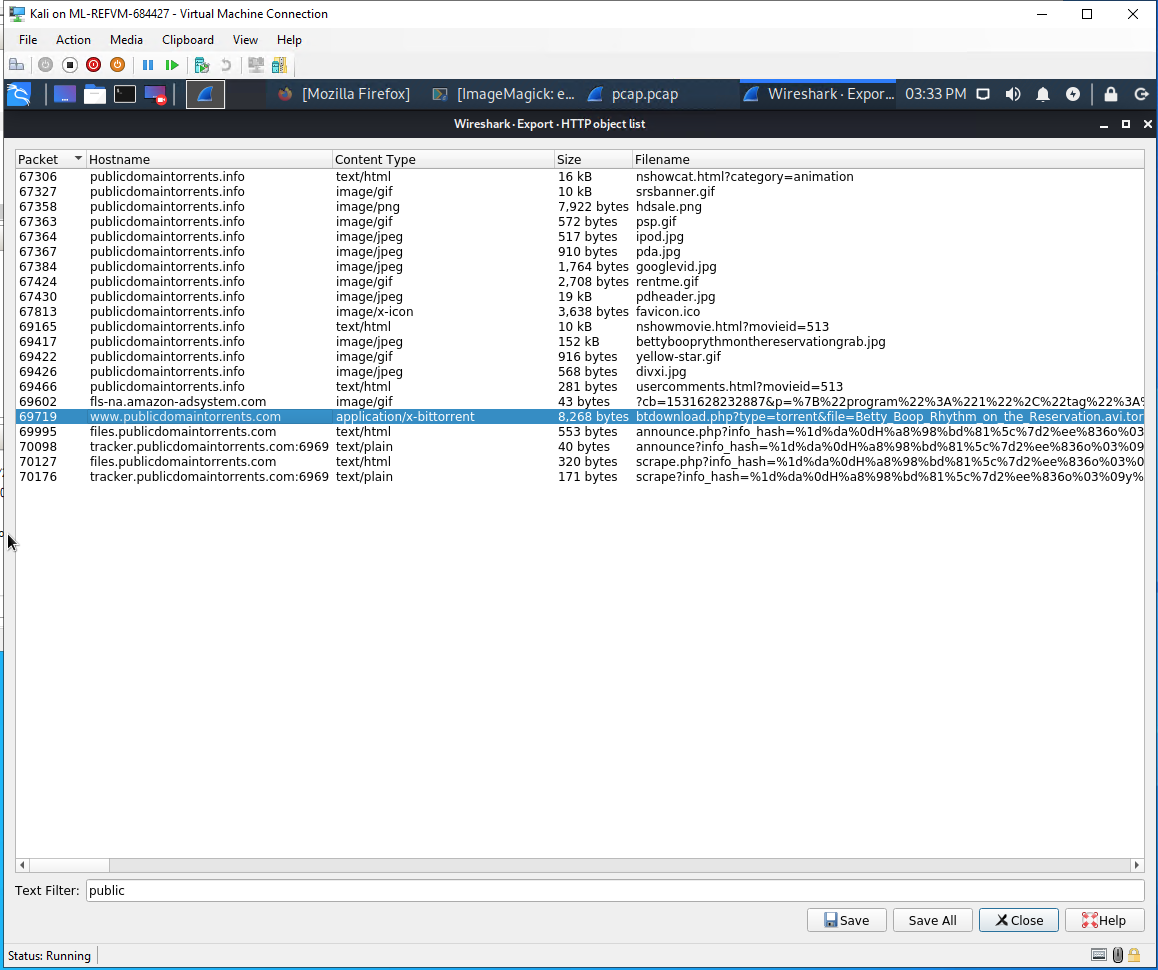 Kali on ML-REFVM-684427 - Virtual Machine Connection
File Action Media Clipboard View Help
[Mozilla Firefox] [ImageMagick: e... pcap.pcap Wireshark · Expor... 03:33 PM
Wireshark · Export · HTTP object list
Packet Hostname Content Type Size Filename
67306 publicdomaintorrents.info text/html 16 kB nshowcat.html?category=animation
67327 publicdomaintorrents.info image/gif 10 kB srsbanner.gif
67358 publicdomaintorrents.info image/png 7,922 bytes hdsale.png
67363 publicdomaintorrents.info image/gif 572 bytes psp.gif
67364 publicdomaintorrents.info image/jpeg 517 bytes ipod.jpg
67367 publicdomaintorrents.info image/jpeg 910 bytes pda.jpg
67384 publicdomaintorrents.info image/jpeg 1,764 bytes googlevid.jpg
67424 publicdomaintorrents.info image/gif 2,708 bytes rentme.gif
67430 publicdomaintorrents.info image/jpeg 19 kB pdheader.jpg
67813 publicdomaintorrents.info image/x-icon 3,638 bytes favicon.ico
69165 publicdomaintorrents.info text/html 10 kB nshowmovie.html?movieid=513
69417 publicdomaintorrents.info image/jpeg 152 kB bettybooprythmonthereservationgrab.jpg
69422 publicdomaintorrents.info image/gif 916 bytes yellow-star.gif
69426 publicdomaintorrents.info image/jpeg 568 bytes divxi.jpg
69466 publicdomaintorrents.info text/html 281 bytes usercomments.html?movieid=513
69602 fls-na.amazon-adsystem.com image/gif 43 bytes ?cb=1531628232887&p=%7B%22program%22%3A%221%22%2C%22tag%22%3A%
69719 www.publicdomaintorrents.com application/x-bittorrent 8,268 bytes btdownload.php?type=torrent&file=Betty_Boop_Rhythm_on_the_Reservation.avi.tor
69995 files.publicdomaintorrents.com text/html 553 bytes announce.php?info_hash=%1d%da%0dH%a8%98%bd%81%5c%7d2%ee%836o%03
70098 tracker.publicdomaintorrents.com:6969 text/plain 40 bytes announce?info_hash=%1d%da%0dH%a8%98%bd%81%5c%7d2%ee%836o%03%09
70127 files.publicdomaintorrents.com text/html 320 bytes scrape.php?info_hash=%1d%da%0dH%a8%98%bd%81%5c%7d2%ee%836o%03%0
70176 tracker.publicdomaintorrents.com:6969 text/plain 171 bytes scrape?info_hash=%1d%da%0dH%a8%98%bd%81%5c%7d2%ee%836o%03%09y%
Text Filter: public
Save Save All Close Help
Status: Running